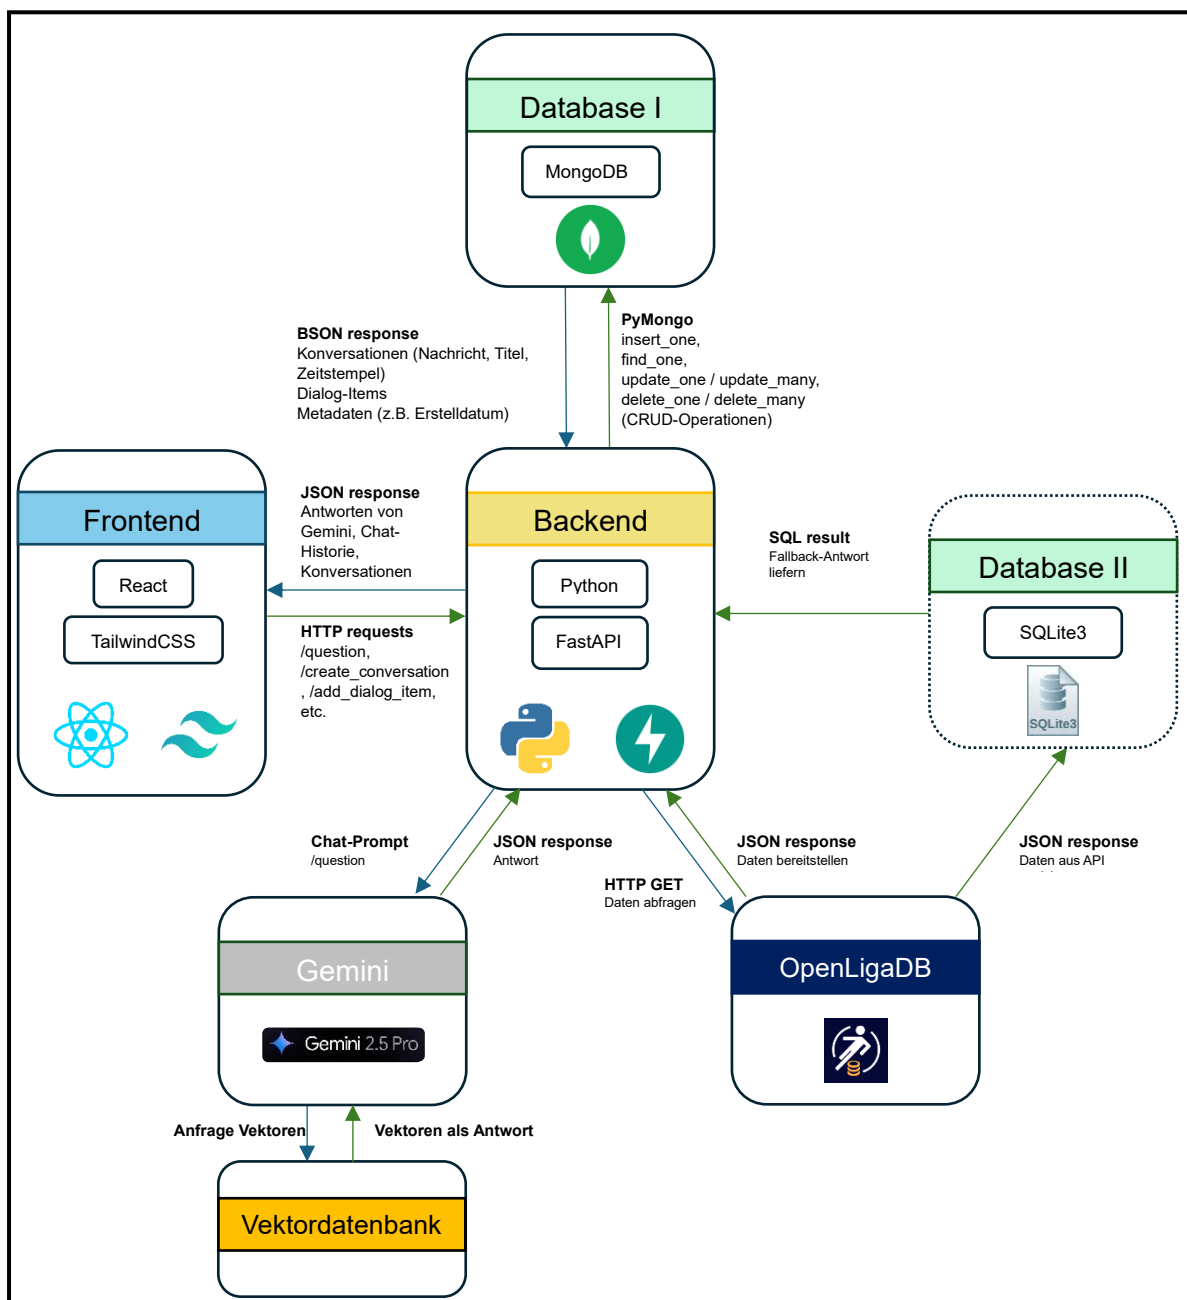 Database I
MongoDB
BSON response
Konversationen (Nachricht, Titel,
Zeitstempel)
Dialog-Items
Metadaten (z.B. Erstelldatum)
PyMongo
insert_one,
find_one,
update_one / update_many,
delete_one / delete_many
(CRUD-Operationen)
Frontend
React
TailwindCSS
JSON response
Antworten von
Gemini, Chat-
Historie,
Konversationen
HTTP requests
/question,
/create_conversation
, /add_dialog_item,
etc.
Backend
Python
FastAPI
SQL result
Fallback-Antwort
liefern
Database II
SQLite3
SQLite3
Chat-Prompt
/question
JSON response
Antwort
HTTP GET
Daten abfragen
JSON response
Daten bereitstellen
JSON response
Daten aus API
Gemini
Gemini 2.5 Pro
OpenLigaDB
Anfrage Vektoren
Vektoren als Antwort
Vektordatenbank